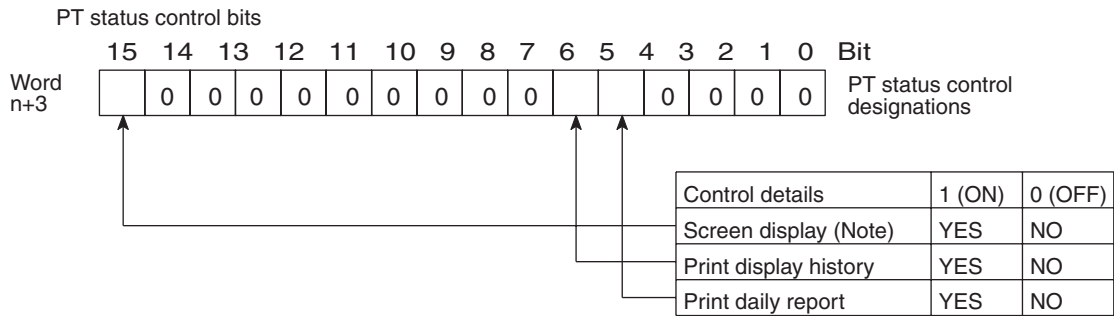 PT status control bits
15 14 13 12 11 10 9 8 7 6 5 4 3 2 1 0 Bit
Word
n+3
0 0 0 0 0 0 0 0 0 0 0 0
PT status control
designations
Control details 1 (ON) 0 (OFF)
Screen display (Note) YES NO
Print display history YES NO
Print daily report YES NO